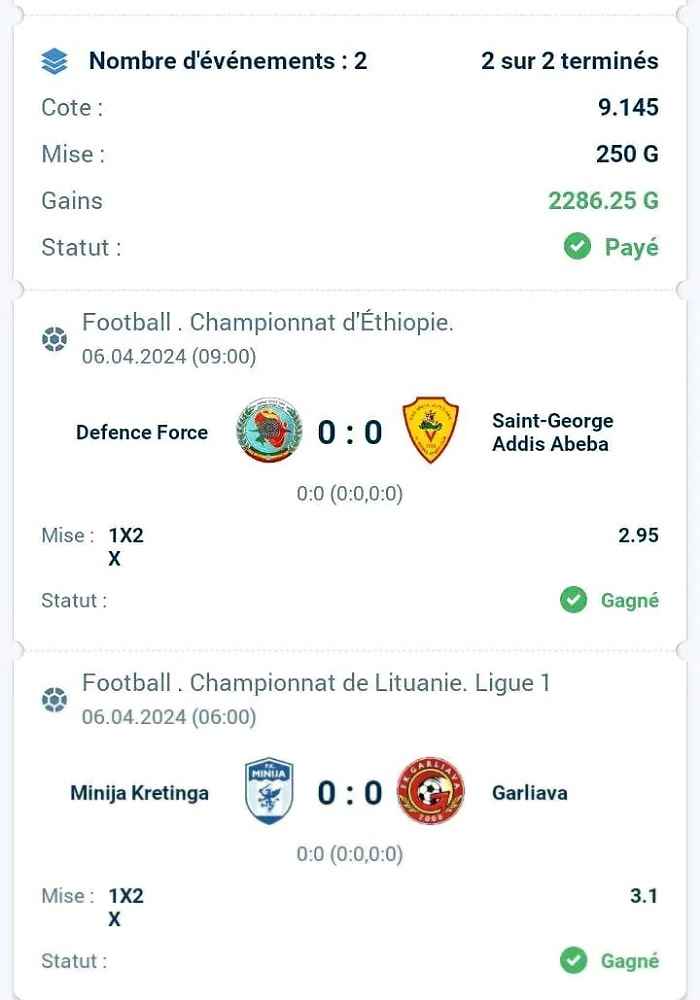 Nombre d'événements : 2 2 sur 2 terminés
Cote : 9.145
Mise : 250 G
Gains 2286.25 G
Statut : Payé
Football . Championnat d'Éthiopie.
06.04.2024 (09:00)
Defence Force 0 : 0 Saint-George
Addis Abeba
0:0 (0:0,0:0)
Mise : 1X2 2.95
X
Statut : Gagné
Football . Championnat de Lituanie. Ligue 1
06.04.2024 (06:00)
Minija Kretinga F.K. MINIJA 0 : 0 FK GARLIAVA Garliava
0:0 (0:0,0:0)
Mise : 1X2 3.1
X
Statut : Gagné